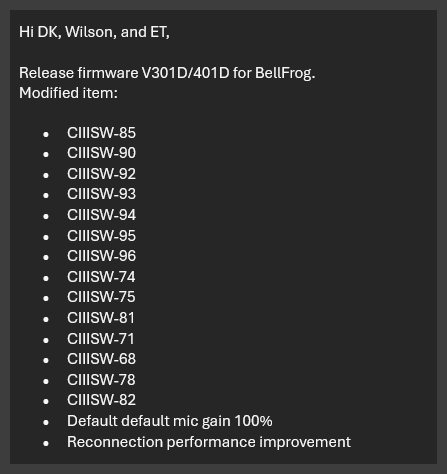 Hi DK, Wilson, and ET,
Release firmware V301D/401D for BellFrog.
Modified item:
• CIIISW-85
• CIIISW-90
• CIIISW-92
• CIIISW-93
• CIIISW-94
• CIIISW-95
• CIIISW-96
• CIIISW-74
• CIIISW-75
• CIIISW-81
• CIIISW-71
• CIIISW-68
• CIIISW-78
• CIIISW-82
• Default default mic gain 100%
• Reconnection performance improvement